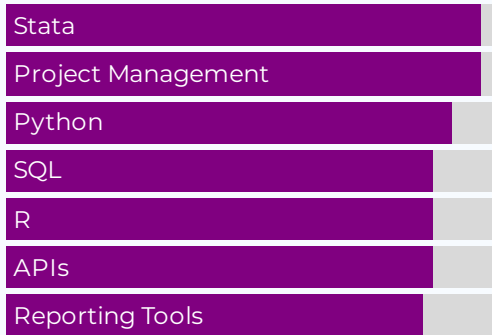 Stata
Project Management
Python
SQL
R
APIs
Reporting Tools